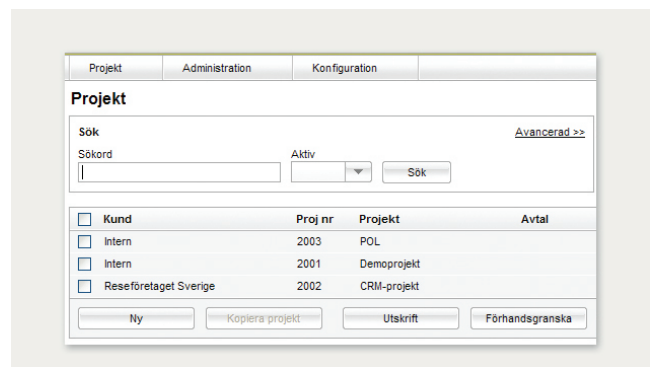 Projekt Administration Konfiguration
Projekt
Sök Avancerad >>
Sökord Aktiv
Sök
Kund Proj nr Projekt Avtal
Intern 2003 POL
Intern 2001 Demoprojekt
Reseföretaget Sverige 2002 CRM-projekt
Ny Kopiera projekt Utskrift Förhandsgranska